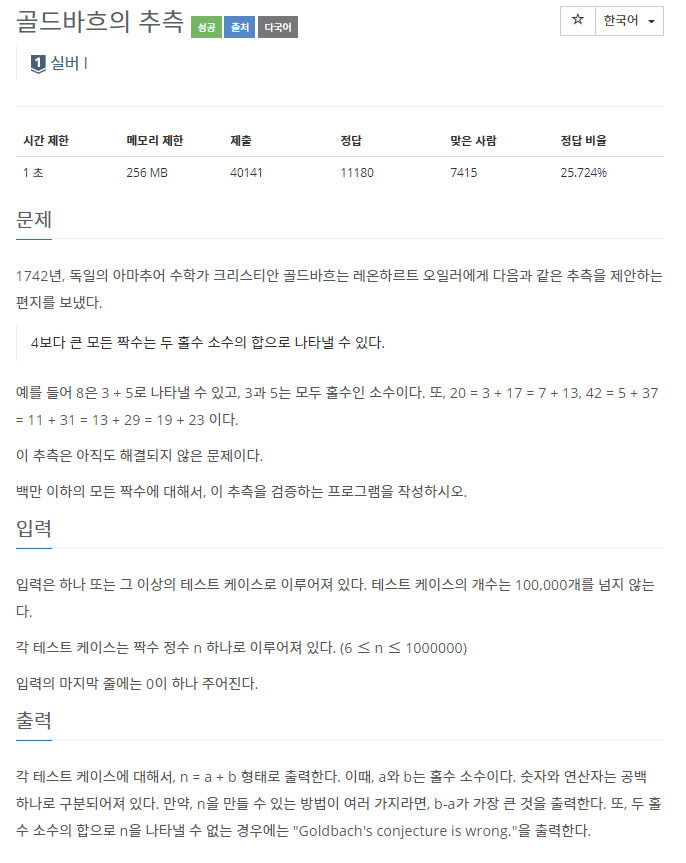 골드바흐의 추측 성공 출처 다국어
☆ 한국어
1 실버 I
시간 제한 메모리 제한 제출 정답 맞은 사람 정답 비율
1 초 256 MB 40141 11180 7415 25.724%
문제
1742년, 독일의 아마추어 수학가 크리스티안 골드바흐는 레온하르트 오일러에게 다음과 같은 추측을 제안하는
편지를 보냈다.
4보다 큰 모든 짝수는 두 홀수 소수의 합으로 나타낼 수 있다.
예를 들어 8은 3 + 5로 나타낼 수 있고, 3과 5는 모두 홀수인 소수이다. 또, 20 = 3 + 17 = 7 + 13, 42 = 5 + 37
= 11 + 31 = 13 + 29 = 19 + 23 이다.
이 추측은 아직도 해결되지 않은 문제이다.
백만 이하의 모든 짝수에 대해서, 이 추측을 검증하는 프로그램을 작성하시오.
입력
입력은 하나 또는 그 이상의 테스트 케이스로 이루어져 있다. 테스트 케이스의 개수는 100,000개를 넘지 않는
다.
각 테스트 케이스는 짝수 정수 n 하나로 이루어져 있다. (6 ≤ n ≤ 1000000)
입력의 마지막 줄에는 0이 하나 주어진다.
출력
각 테스트 케이스에 대해서, n = a + b 형태로 출력한다. 이때, a와 b는 홀수 소수이다. 숫자와 연산자는 공백
하나로 구분되어져 있다. 만약, n을 만들 수 있는 방법이 여러 가지라면, b-a가 가장 큰 것을 출력한다. 또, 두 홀
수 소수의 합으로 n을 나타낼 수 없는 경우에는 "Goldbach's conjecture is wrong."을 출력한다.